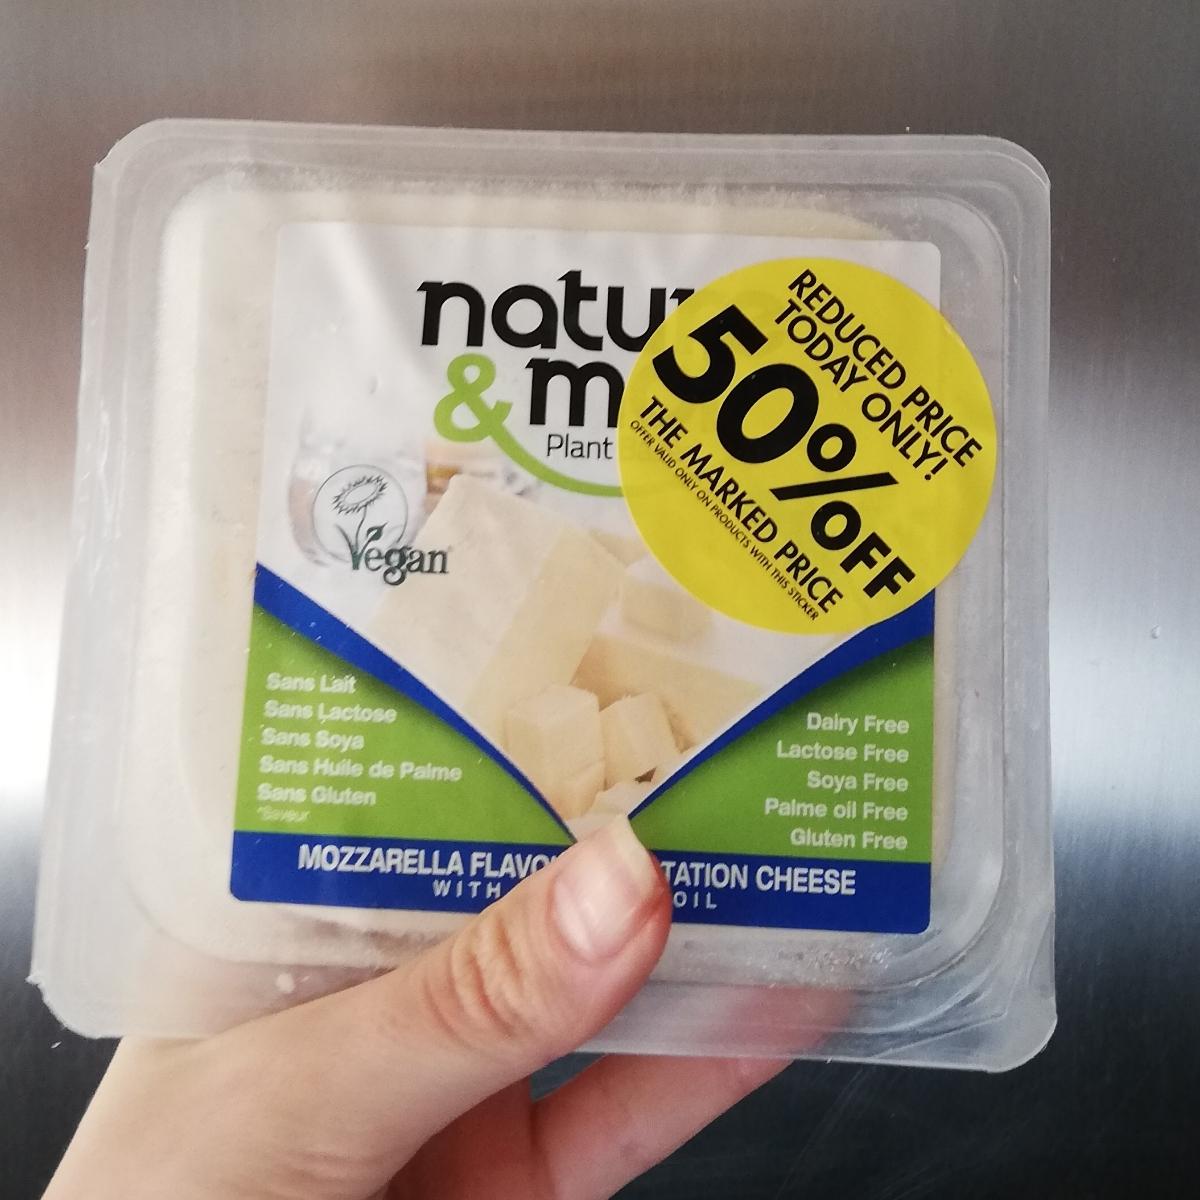 natu
& m
Plant
REDUCED PRICE
TODAY ONLY!
50% OFF
THE MARKED PRICE
OFFER VALID ONLY ON PRODUCTS WITH THIS STICKER
Vegan
Sans Lait
Sans Lactose
Sans Soya
Sans Huile de Palme
Sans Gluten
*Saveur
Dairy Free
Lactose Free
Soya Free
Palme oil Free
Gluten Free
MOZZARELLA FLAVO TATION CHEESE
WITH OIL